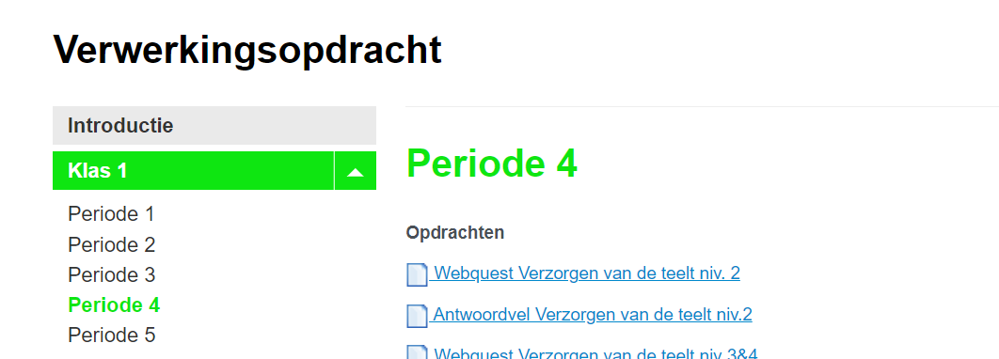 Verwerkingsopdracht
Introductie
Klas 1
Periode 1
Periode 2
Periode 3
Periode 4
Periode 5
Periode 4
Opdrachten
Webquest Verzorgen van de teelt niv. 2
Antwoordvel Verzorgen van de teelt niv.2
Webquest Verzorgen van de teelt niv 3&4